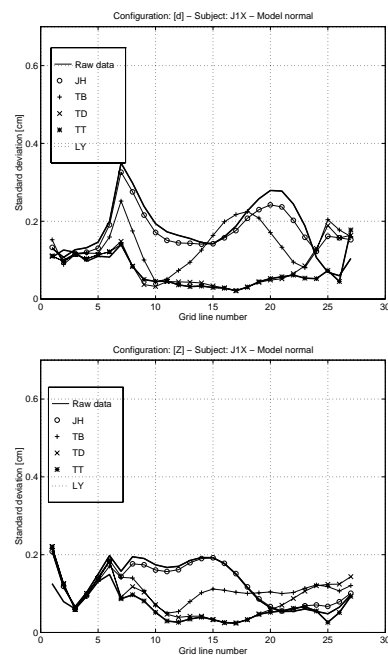 Configuration: [d] – Subject: J1X – Model normal
0.6
0.4
0.2
0
Standard deviation [cm]
Raw data
JH
TB
TD
TT
LY
0 5 10 15 20 25 30
Grid line number
Configuration: [Z] – Subject: J1X – Model normal
0.6
0.4
0.2
0
Standard deviation [cm]
Raw data
JH
TB
TD
TT
LY
0 5 10 15 20 25 30
Grid line number